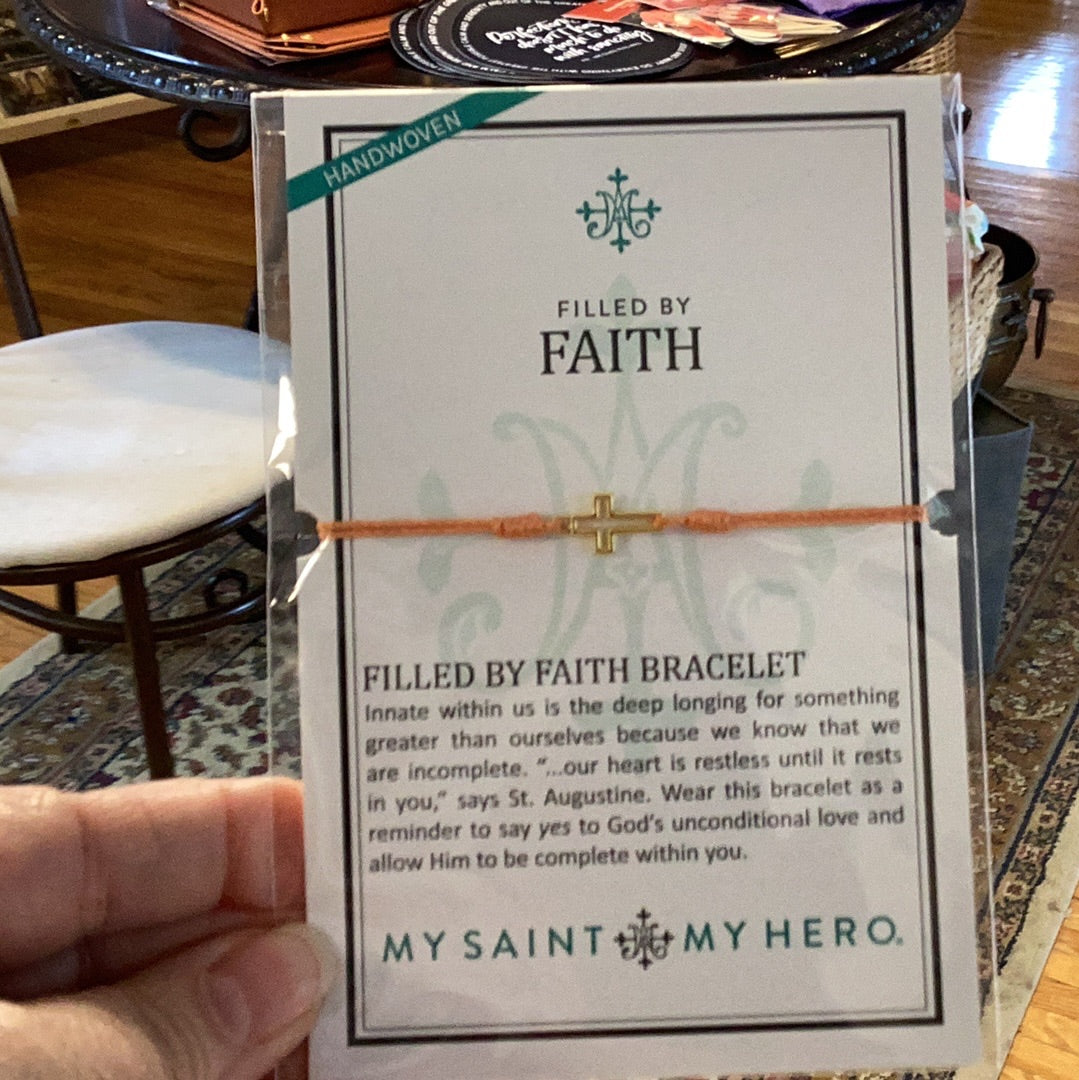 HANDWOVEN
FILLED BY
FAITH
FILLED BY FAITH BRACELET
Innate within us is the deep longing for something
greater than ourselves because we know that we
are incomplete. “...our heart is restless until it rests
in you,” says St. Augustine. Wear this bracelet as a
reminder to say yes to God’s unconditional love and
allow Him to be complete within you.
MY SAINT MY HERO.